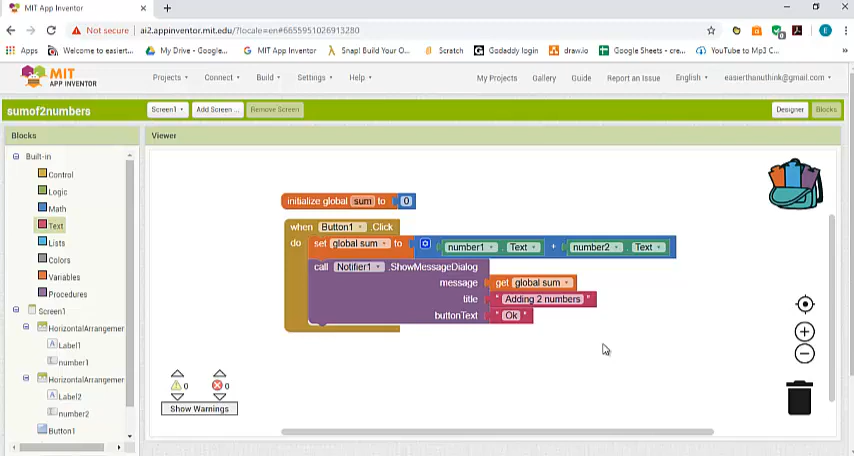 MIT App Inventor
Not secure
ai2.appinventor.mit.edu/?locale=en#6655951026913280
Apps
Welcome to easiert...
My Drive - Google...
MIT App Inventor
Snap! Build Your O...
Scratch
Godaddy login
draw.io
Google Sheets - cre...
YouTube to Mp3 C...
MIT
APP INVENTOR
Projects
Connect
Build
Settings
Help
My Projects
Gallery
Guide
Report an Issue
English
easierthanuthink@gmail.com
sumof2numbers
Screen1
Add Screen ...
Remove Screen
Designer
Blocks
Blocks
Viewer
Built-in
Control
Logic
Math
Text
Lists
Colors
Variables
Procedures
Screen1
HorizontalArrangemer
Label1
number1
HorizontalArrangemer
Label2
number2
Button1
initialize global sum to 0
when Button1 .Click
do set global sum to number1 . Text + number2 . Text
call Notifier1 .ShowMessageDialog
message get global sum
title " Adding 2 numbers "
buttonText " Ok "
0 0
Show Warnings